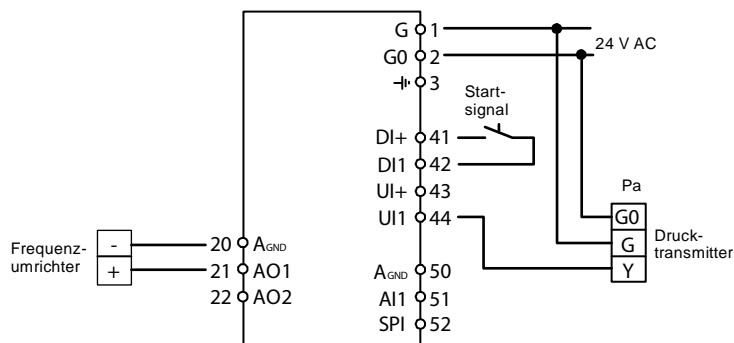 G 1
24 V AC
G0 2
3
Start-
signal
DI+ 41
DI1 42
UI+ 43
UI1 44
Pa
G0
G
Y
Druck-
transmitter
Frequenz-
umrichter
-
+
20 AGND
21 AO1
22 AO2
AGND 50
AI1 51
SPI 52